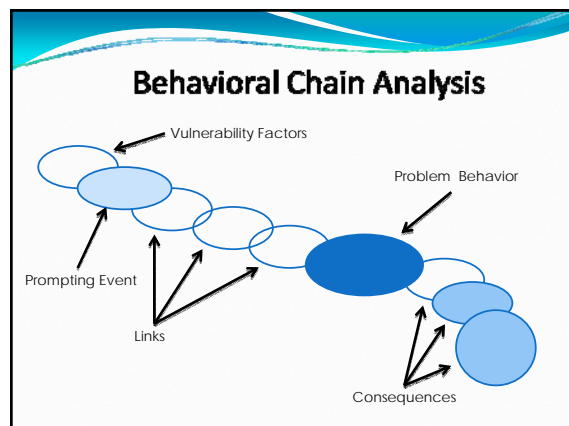 Behavioral Chain Analysis
Vulnerability Factors
Problem Behavior
Prompting Event
Links
Consequences